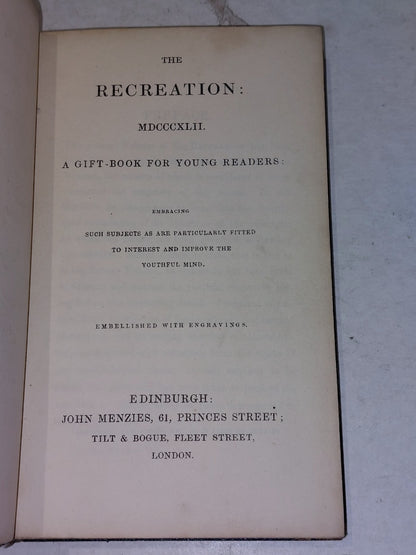 THE
RECREATION:
MDCCCXLII.
A GIFT-BOOK FOR YOUNG READERS:
EMBRACING
SUCH SUBJECTS AS ARE PARTICULARLY FITTED
TO INTEREST AND IMPROVE THE
YOUTHFUL MIND.
EMBELLISHED WITH ENGRAVINGS.
EDINBURGH:
JOHN MENZIES, 61, PRINCES STREET;
TILT & BOGUE, FLEET STREET,
LONDON.